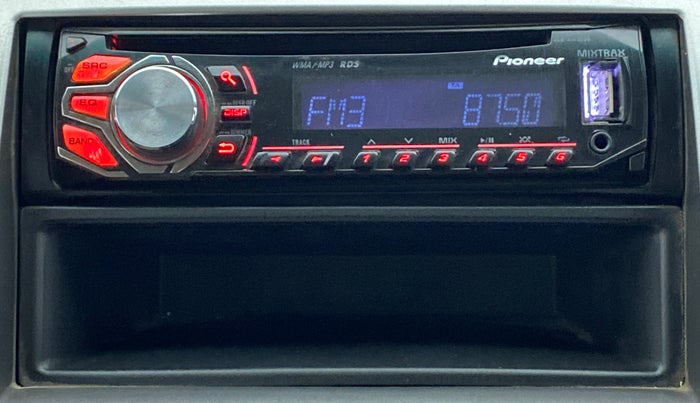 SRC
WMA/MP3 RDS
Pioneer
MIXTRAX
EQ
DISP
FM3
87.50
BAND
TRACK
MIX
1 2 3 4 5 6